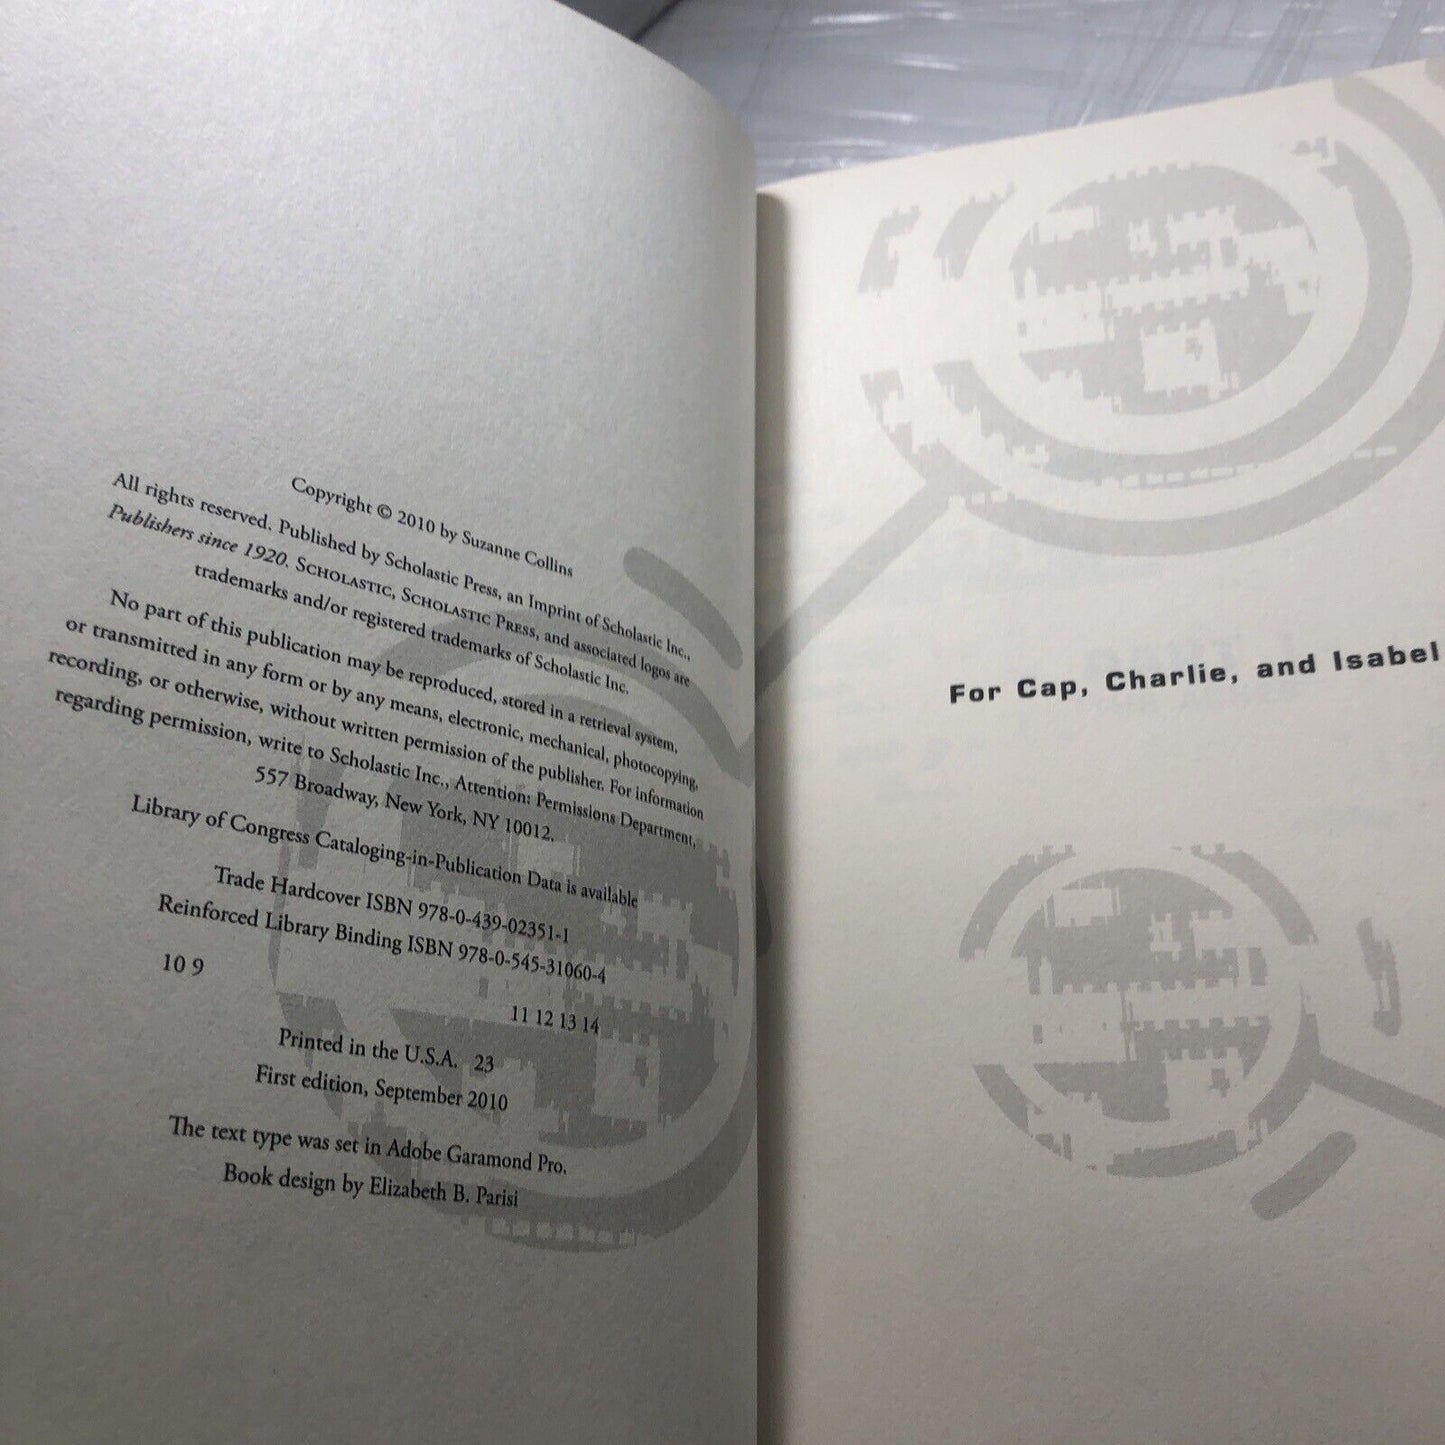 Copyright © 2010 by Suzanne Collins
All rights reserved. Published by Scholastic Press, an Imprint of Scholastic Inc.,
Publishers since 1920. SCHOLASTIC, SCHOLASTIC PRESS, and associated logos are
trademarks and/or registered trademarks of Scholastic Inc.
No part of this publication may be reproduced, stored in a retrieval system,
or transmitted in any form or by any means, electronic, mechanical, photocopying,
recording, or otherwise, without written permission of the publisher. For information
regarding permission, write to Scholastic Inc., Attention: Permissions Department,
557 Broadway, New York, NY 10012.
Library of Congress Cataloging-in-Publication Data is available
Trade Hardcover ISBN 978-0-439-02351-1
Reinforced Library Binding ISBN 978-0-545-31060-4
10 9
11 12 13 14
Printed in the U.S.A. 23
First edition, September 2010
The text type was set in Adobe Garamond Pro.
Book design by Elizabeth B. Parisi
For Cap, Charlie, and Isabel